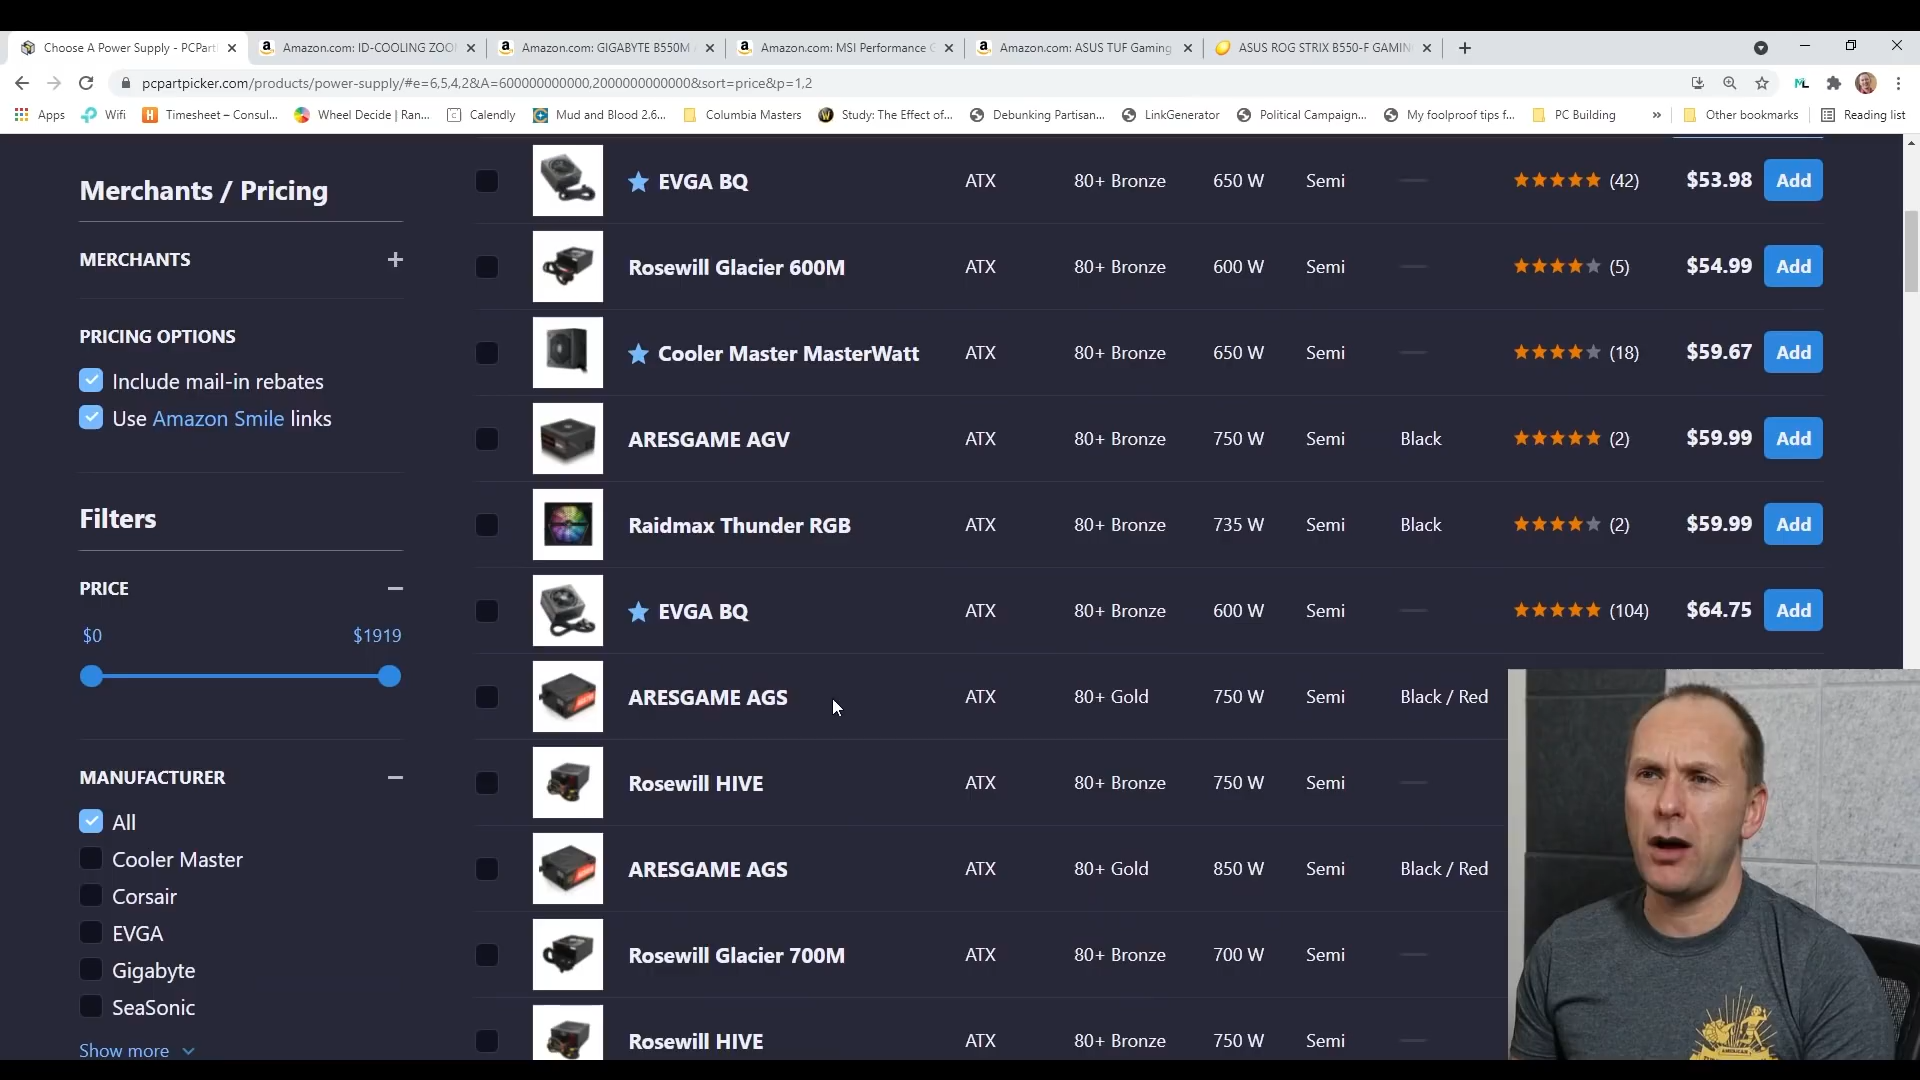 Choose A Power Supply - PCPart
Amazon.com: ID-COOLING ZOO
Amazon.com: GIGABYTE B550M
Amazon.com: MSI Performance G
Amazon.com: ASUS TUF Gaming
ASUS ROG STRIX B550-F GAMIN
pcpartpicker.com/products/power-supply/#e=6,5,4,2&A=600000000000,2000000000000&sort=price&p=1,2
Apps Wifi Timesheet – Consul... Wheel Decide | Ran... Calendly Mud and Blood 2.6... Columbia Masters Study: The Effect of... Debunking Partisan... LinkGenerator Political Campaign... My foolproof tips f... PC Building » Other bookmarks Reading list
Merchants / Pricing
MERCHANTS +
PRICING OPTIONS
Include mail-in rebates
Use Amazon Smile links
Filters
PRICE
$0 $1919
MANUFACTURER
All
Cooler Master
Corsair
EVGA
Gigabyte
SeaSonic
Show more
EVGA BQ ATX 80+ Bronze 650 W Semi (42) $53.98 Add
Rosewill Glacier 600M ATX 80+ Bronze 600 W Semi (5) $54.99 Add
Cooler Master MasterWatt ATX 80+ Bronze 650 W Semi (18) $59.67 Add
ARESGAME AGV ATX 80+ Bronze 750 W Semi Black (2) $59.99 Add
Raidmax Thunder RGB ATX 80+ Bronze 735 W Semi Black (2) $59.99 Add
EVGA BQ ATX 80+ Bronze 600 W Semi (104) $64.75 Add
ARESGAME AGS ATX 80+ Gold 750 W Semi Black / Red
Rosewill HIVE ATX 80+ Bronze 750 W Semi
ARESGAME AGS ATX 80+ Gold 850 W Semi Black / Red
Rosewill Glacier 700M ATX 80+ Bronze 700 W Semi
Rosewill HIVE ATX 80+ Bronze 750 W Semi